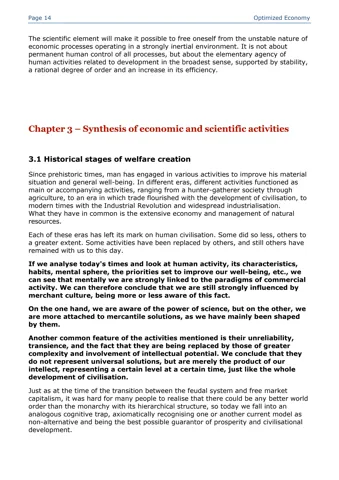 Page 14
Optimized Economy
The scientific element will make it possible to free oneself from the unstable nature of
economic processes operating in a strongly inertial environment. It is not about
permanent human control of all processes, but about the elementary agency of
human activities related to development in the broadest sense, supported by stability,
a rational degree of order and an increase in its efficiency.
Chapter 3 – Synthesis of economic and scientific activities
3.1 Historical stages of welfare creation
Since prehistoric times, man has engaged in various activities to improve his material
situation and general well-being. In different eras, different activities functioned as
main or accompanying activities, ranging from a hunter-gatherer society through
agriculture, to an era in which trade flourished with the development of civilisation, to
modern times with the Industrial Revolution and widespread industrialisation.
What they have in common is the extensive economy and management of natural
resources.
Each of these eras has left its mark on human civilisation. Some did so less, others to
a greater extent. Some activities have been replaced by others, and still others have
remained with us to this day.
If we analyse today's times and look at human activity, its characteristics,
habits, mental sphere, the priorities set to improve our well-being, etc., we
can see that mentally we are strongly linked to the paradigms of commercial
activity. We can therefore conclude that we are still strongly influenced by
merchant culture, being more or less aware of this fact.
On the one hand, we are aware of the power of science, but on the other, we
are more attached to mercantile solutions, as we have mainly been shaped
by them.
Another common feature of the activities mentioned is their unreliability,
transience, and the fact that they are being replaced by those of greater
complexity and involvement of intellectual potential. We conclude that they
do not represent universal solutions, but are merely the product of our
intellect, representing a certain level at a certain time, just like the whole
development of civilisation.
Just as at the time of the transition between the feudal system and free market
capitalism, it was hard for many people to realise that there could be any better world
order than the monarchy with its hierarchical structure, so today we fall into an
analogous cognitive trap, axiomatically recognising one or another current model as
non-alternative and being the best possible guarantor of prosperity and civilisational
development.